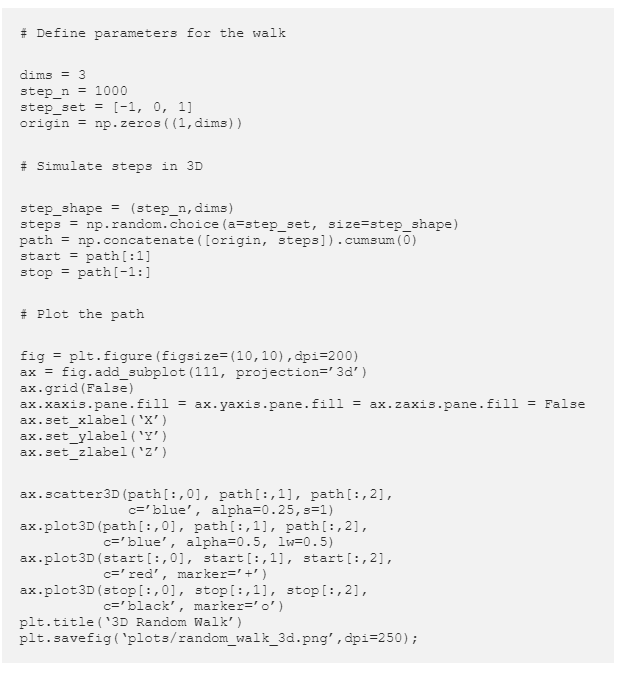 # Define parameters for the walk
dims = 3
step_n = 1000
step_set = [-1, 0, 1]
origin = np.zeros((1,dims))
# Simulate steps in 3D
step_shape = (step_n,dims)
steps = np.random.choice(a=step_set, size=step_shape)
path = np.concatenate([origin, steps]).cumsum(0)
start = path[:1]
stop = path[-1:]
# Plot the path
fig = plt.figure(figsize=(10,10),dpi=200)
ax = fig.add_subplot(111, projection=’3d’)
ax.grid(False)
ax.xaxis.pane.fill = ax.yaxis.pane.fill = ax.zaxis.pane.fill = False
ax.set_xlabel(‘X’)
ax.set_ylabel(‘Y’)
ax.set_zlabel(‘Z’)
ax.scatter3D(path[:,0], path[:,1], path[:,2],
c=’blue’, alpha=0.25,s=1)
ax.plot3D(path[:,0], path[:,1], path[:,2],
c=’blue’, alpha=0.5, lw=0.5)
ax.plot3D(start[:,0], start[:,1], start[:,2],
c=’red’, marker=’+’)
ax.plot3D(stop[:,0], stop[:,1], stop[:,2],
c=’black’, marker=’o’)
plt.title(‘3D Random Walk’)
plt.savefig(‘plots/random_walk_3d.png’,dpi=250);